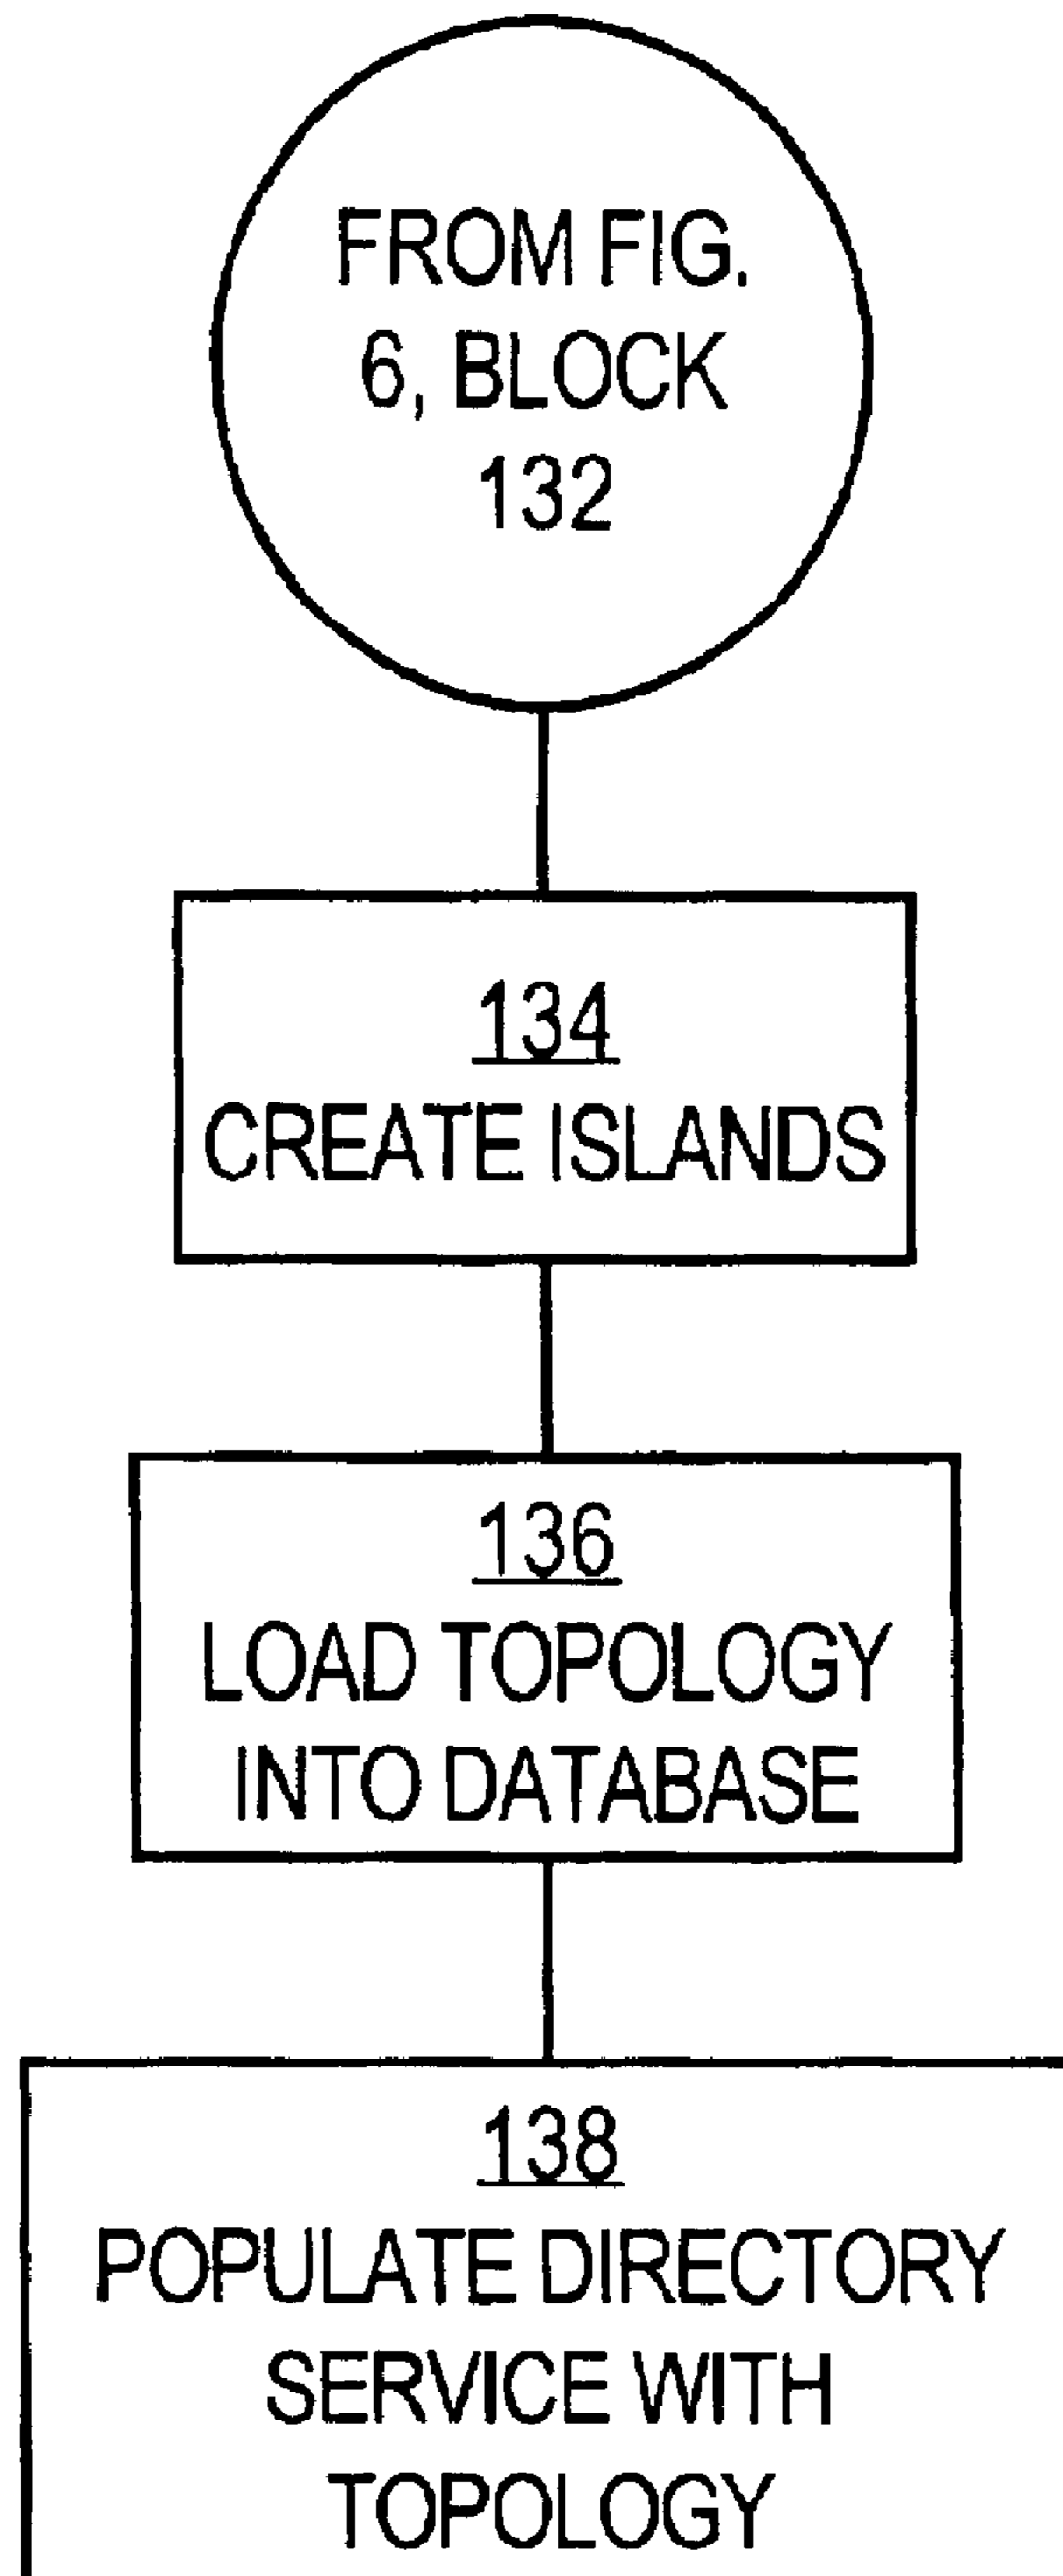 FROM FIG.
6, BLOCK
132
134
CREATE ISLANDS
136
LOAD TOPOLOGY
INTO DATABASE
138
POPULATE DIRECTORY
SERVICE WITH
TOPOLOGY